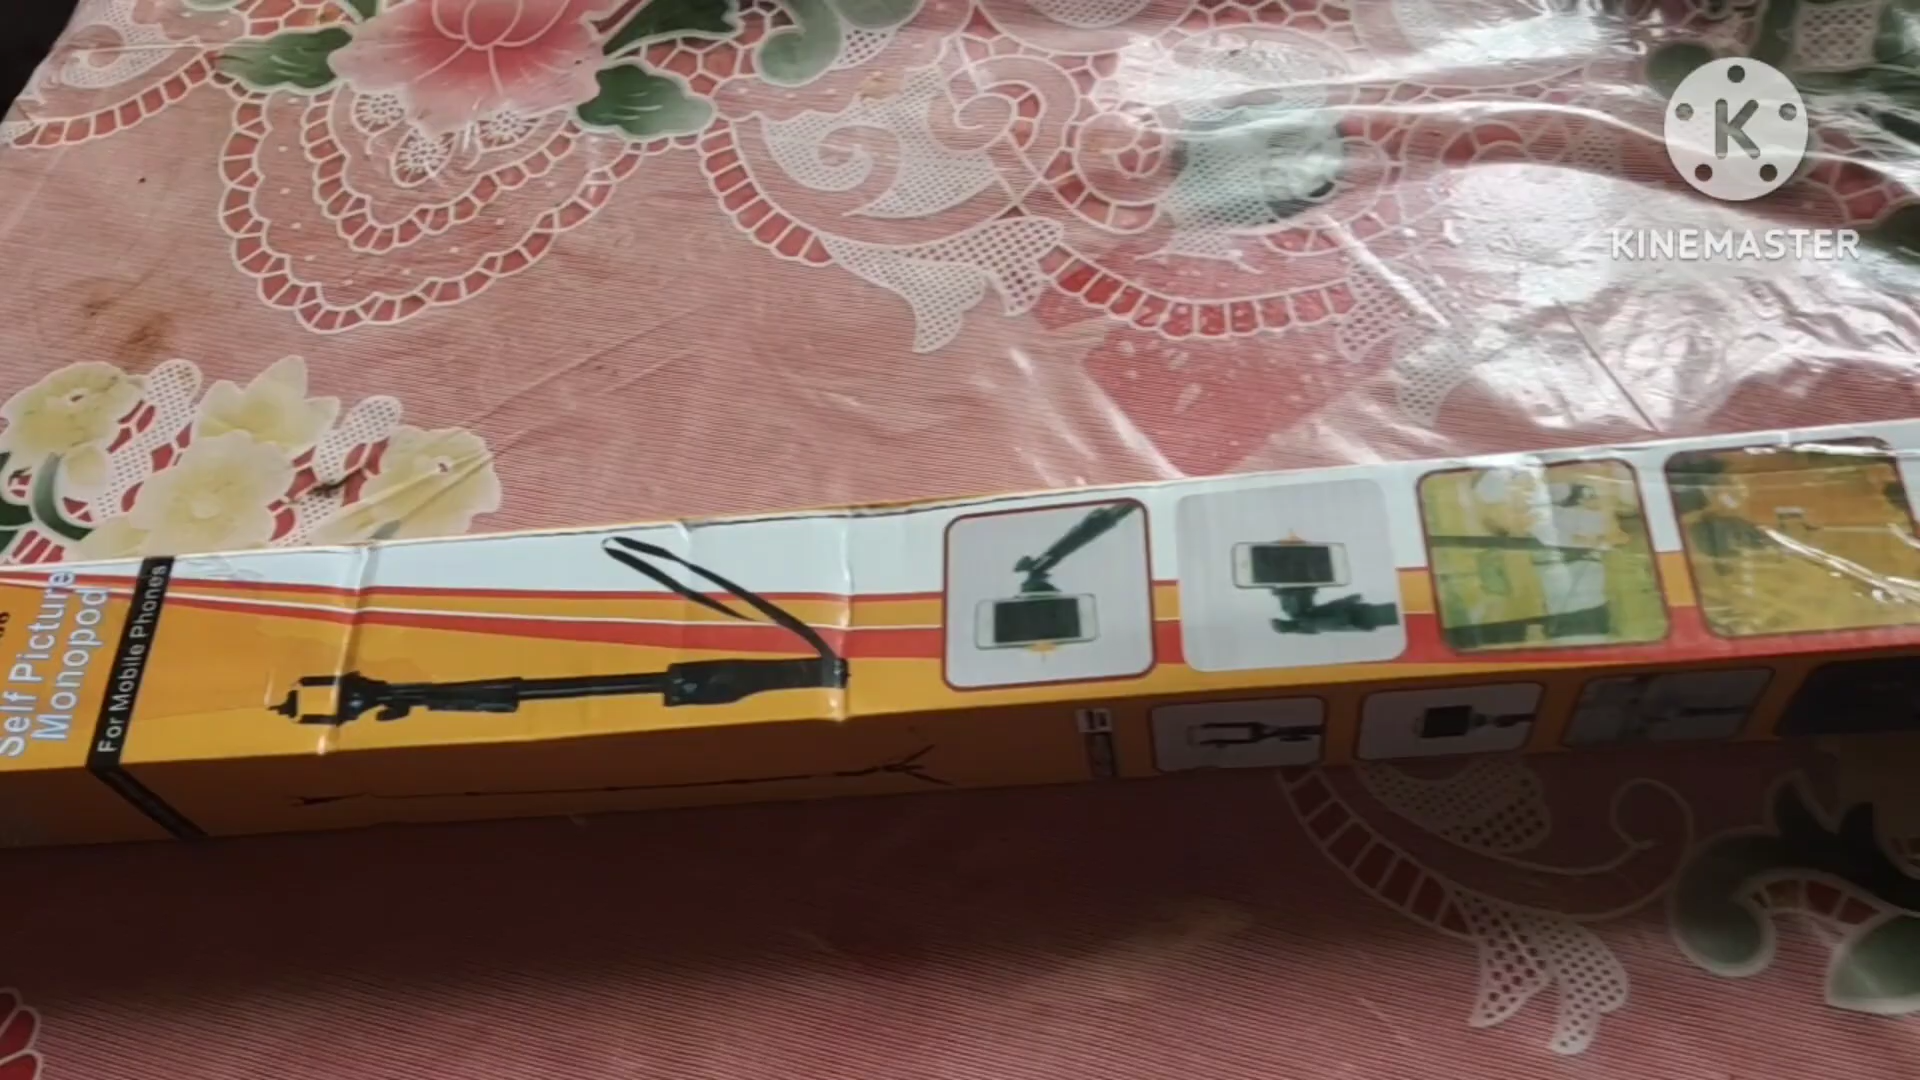 K
KINEMASTER
Self Picture
Monopod
For Mobile Phones